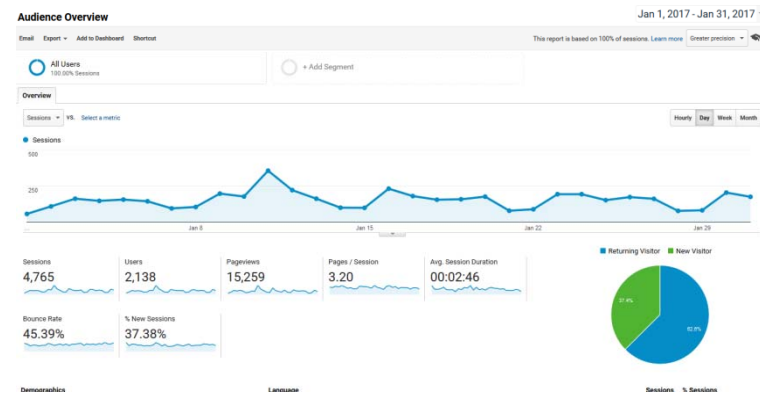 Audience Overview
Jan 1, 2017 - Jan 31, 2017
Email Export Add to Dashboard Shortcut
This report is based on 100% of sessions. Learn more Greater precision
All Users
100.00% Sessions
+ Add Segment
Overview
Sessions VS. Select a metric
Hourly Day Week Month
Sessions
500
250
... Jan 8 Jan 15 Jan 22 Jan 29
Returning Visitor New Visitor
Sessions Users Pageviews Pages / Session Avg. Session Duration
4,765 2,138 15,259 3.20 00:02:46
Bounce Rate % New Sessions
45.39% 37.38%
37.4%
62.6%
Demographics Language Sessions % Sessions